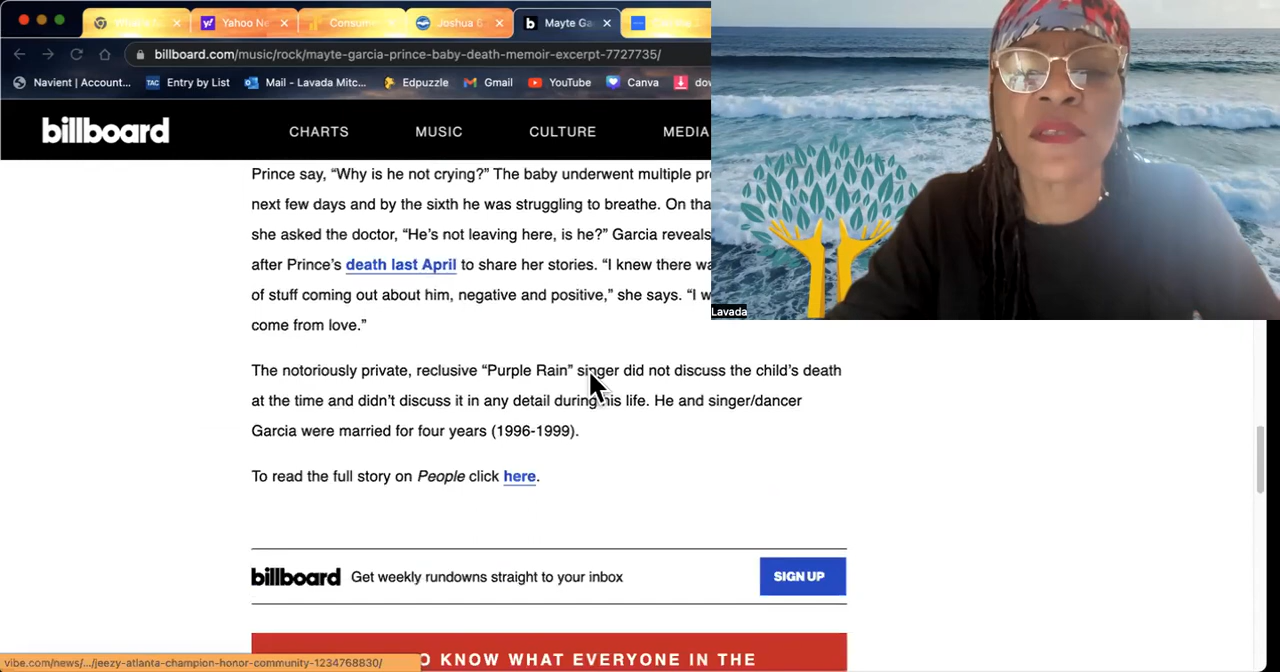 Yahoo Ne
Consum
Joshua 6
Mayte Ga
billboard.com/music/rock/mayte-garcia-prince-baby-death-memoir-excerpt-7727735/
Navient | Account...
TAC
Entry by List
Mail - Lavada Mitc...
Edpuzzle
Gmail
YouTube
Canva
dov
billboard
CHARTS
MUSIC
CULTURE
MEDIA
Prince say, “Why is he not crying?” The baby underwent multiple pr
next few days and by the sixth he was struggling to breathe. On tha
she asked the doctor, “He’s not leaving here, is he?” Garcia reveals
after Prince’s death last April to share her stories. “I knew there wa
of stuff coming out about him, negative and positive,” she says. “I w
come from love.”
Lavada
The notoriously private, reclusive “Purple Rain” singer did not discuss the child’s death
at the time and didn’t discuss it in any detail during his life. He and singer/dancer
Garcia were married for four years (1996-1999).
To read the full story on People click here.
billboard Get weekly rundowns straight to your inbox
SIGN UP
O KNOW WHAT EVERYONE IN THE
vibe.com/news/.../jeezy-atlanta-champion-honor-community-1234768830/